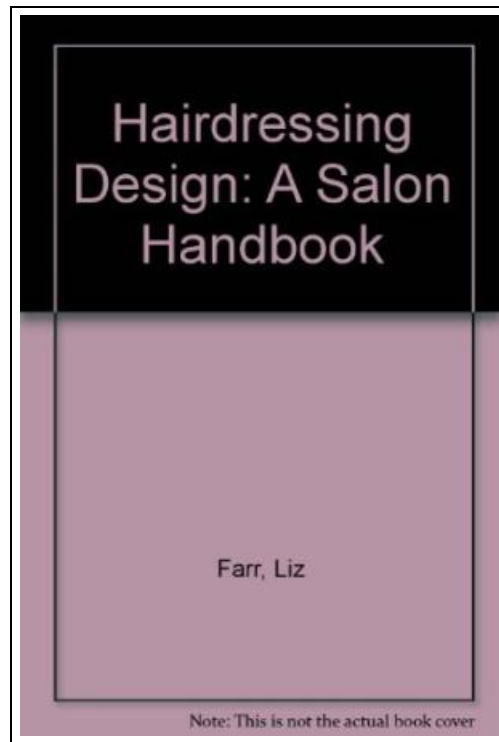 Hairdressing
Design: A Salon
Handbook
Farr, Liz
Note: This is not the actual book cover